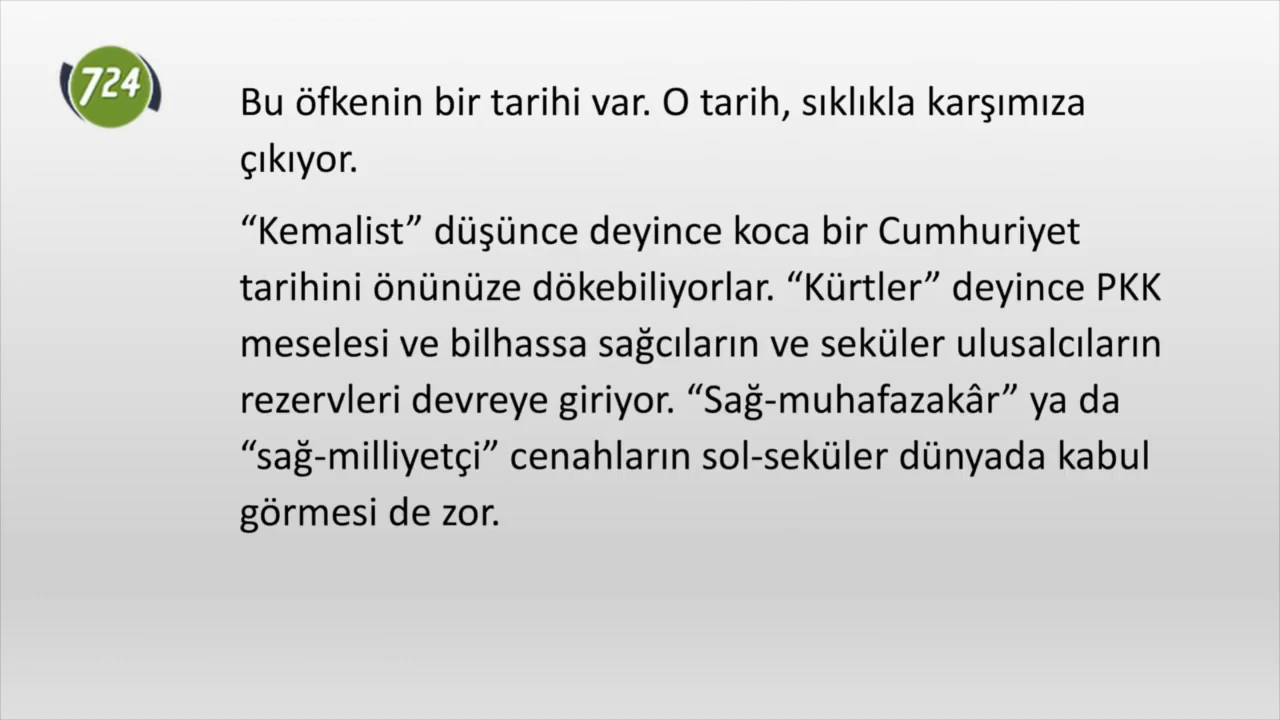 724
Bu öfkenin bir tarihi var. O tarih, sıklıkla karşımıza
çıkıyor.
“Kemalist” düşünce deyince koca bir Cumhuriyet
tarihini önünüze dökebiliyorlar. “Kürtler” deyince PKK
meselesi ve bilhassa sağcıların ve seküler ulusalcıların
rezervleri devreye giriyor. “Sağ-muhafazakâr” ya da
“sağ-milliyetçi” cenahların sol-seküler dünyada kabul
görmesi de zor.